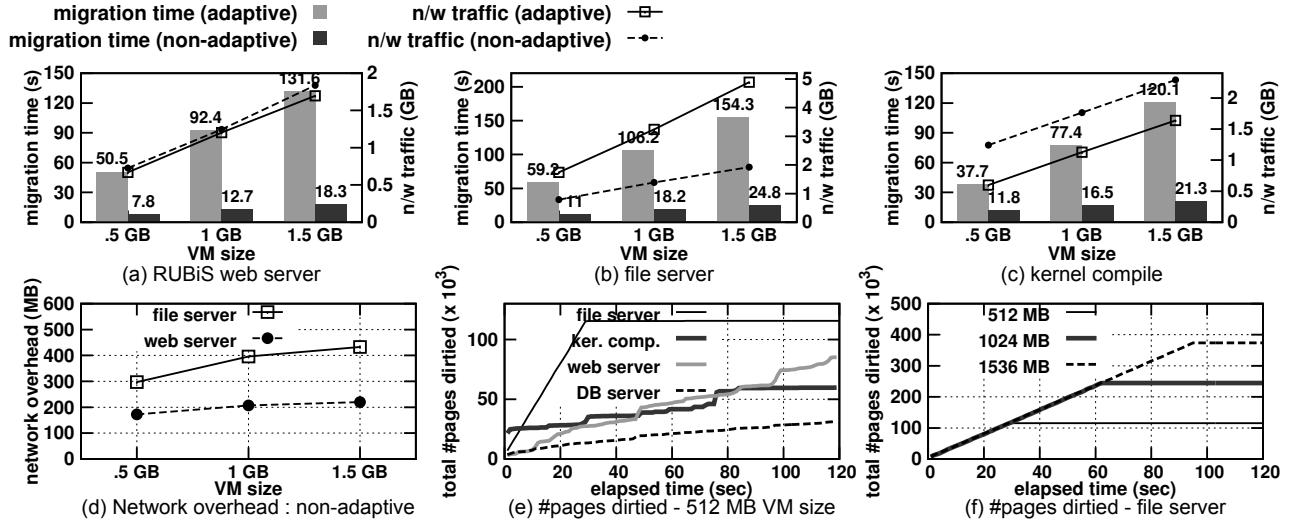 migration time (adaptive)
migration time (non-adaptive)
n/w traffic (adaptive)
n/w traffic (non-adaptive)
migration time (s)
150
120
90
60
30
0
50.5
92.4
131.6
7.8
12.7
18.3
2
1.5
1
0.5
0
n/w traffic (GB)
.5 GB 1 GB 1.5 GB
VM size
(a) RUBiS web server
migration time (s)
200
150
100
50
0
59.2
106.2
154.3
11
18.2
24.8
5
4
3
2
1
0
n/w traffic (GB)
.5 GB 1 GB 1.5 GB
VM size
(b) file server
migration time (s)
150
120
90
60
30
0
37.7
77.4
120.1
11.8
16.5
21.3
2
1.5
1
0.5
0
n/w traffic (GB)
.5 GB 1 GB 1.5 GB
VM size
(c) kernel compile
network overhead (MB)
600
500
400
300
200
100
0
file server
web server
.5 GB 1 GB 1.5 GB
VM size
(d) Network overhead : non-adaptive
total #pages dirtied (x 10³)
100
50
0
file server
ker. comp.
web server
DB server
0 20 40 60 80 100 120
elapsed time (sec)
(e) #pages dirtied - 512 MB VM size
total #pages dirtied (x 10³)
500
400
300
200
100
0
512 MB
1024 MB
1536 MB
0 20 40 60 80 100 120
elapsed time (sec)
(f) #pages dirtied - file server